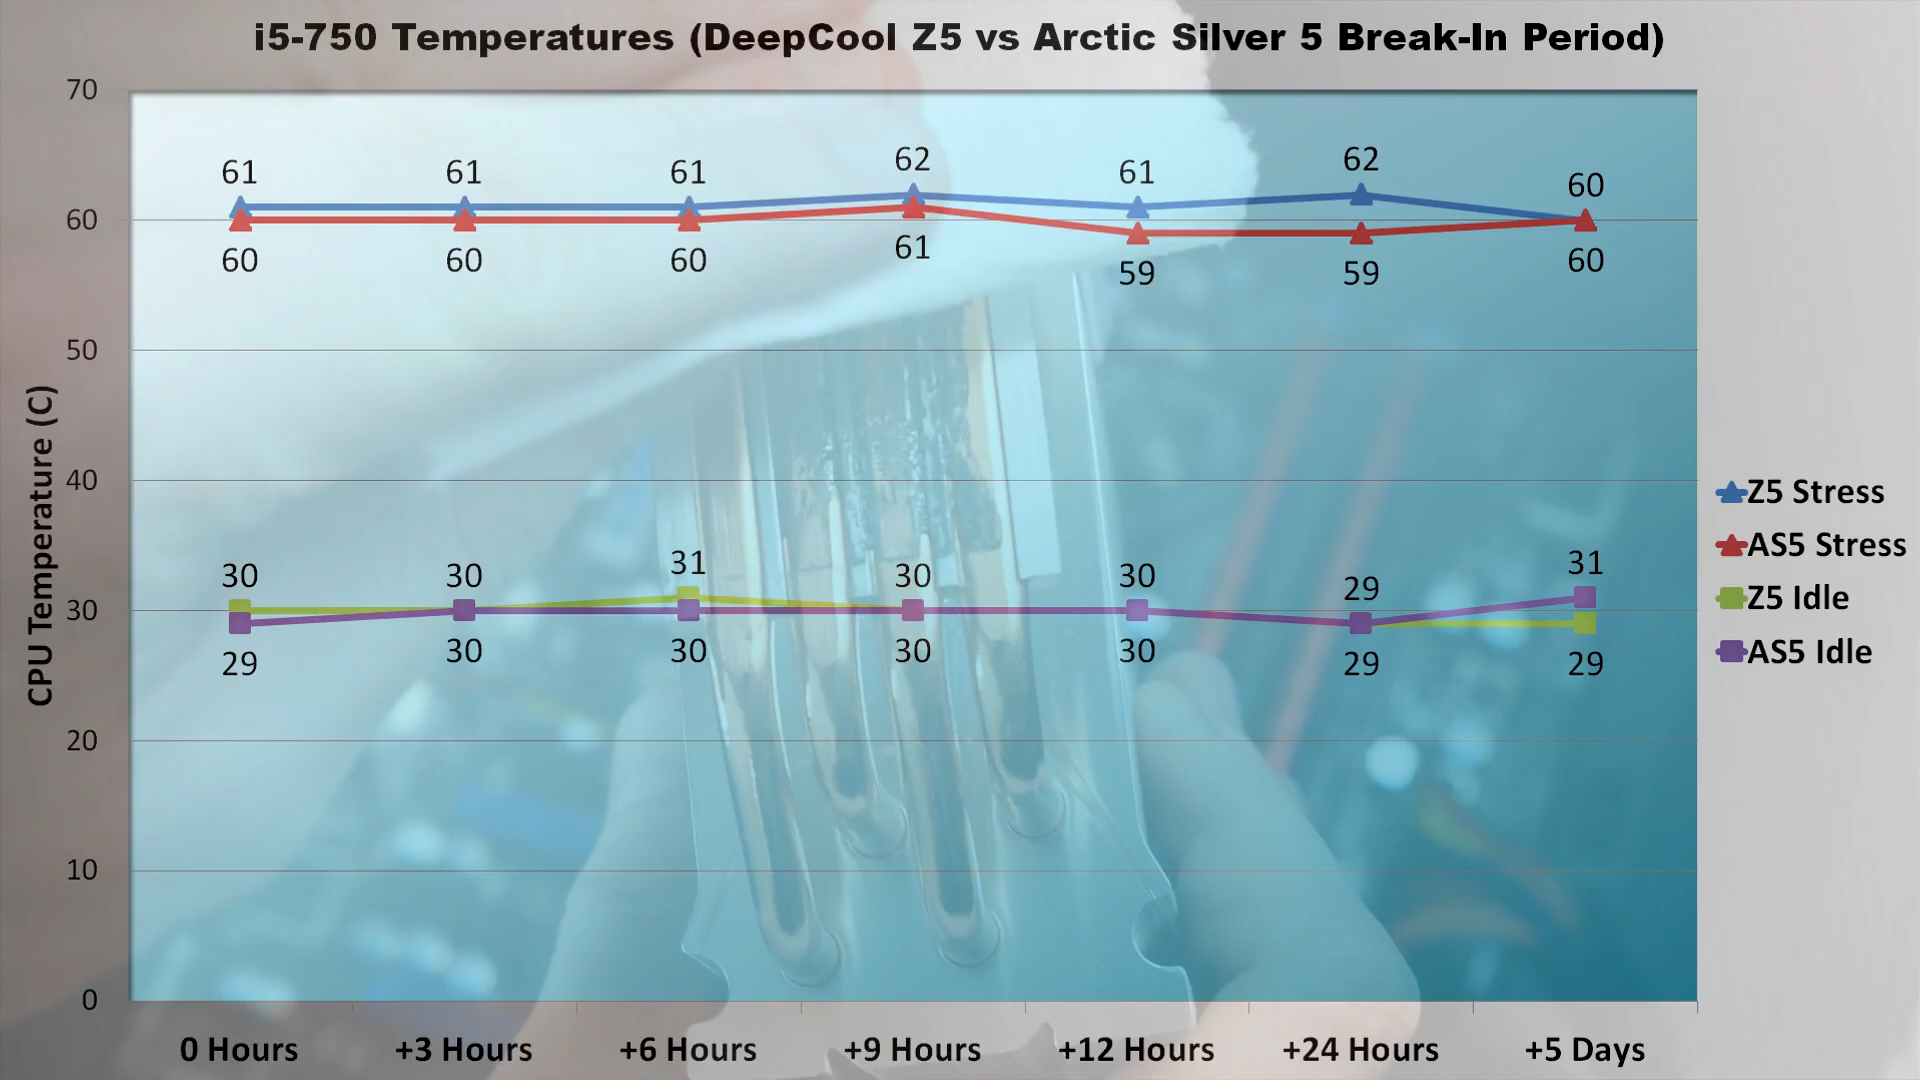 i5-750 Temperatures (DeepCool Z5 vs Arctic Silver 5 Break-In Period)
70
60
50
40
30
20
10
0
CPU Temperature (C)
61 61 61 62 61 62 60
60 60 60 61 59 59 60
30 30 31 30 30 29 31
29 30 30 30 30 29 29
0 Hours +3 Hours +6 Hours +9 Hours +12 Hours +24 Hours +5 Days
Z5 Stress
AS5 Stress
Z5 Idle
AS5 Idle